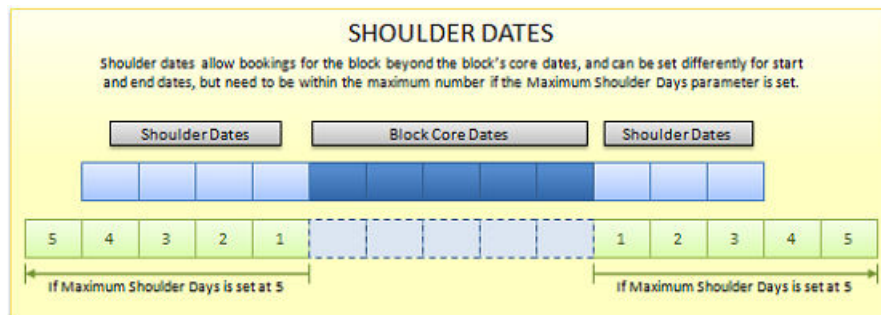 SHOULDER DATES
Shoulder dates allow bookings for the block beyond the block's core dates, and can be set differently for start
and end dates, but need to be within the maximum number if the Maximum Shoulder Days parameter is set.
Shoulder Dates Block Core Dates Shoulder Dates
5 4 3 2 1 1 2 3 4 5
If Maximum Shoulder Days is set at 5 If Maximum Shoulder Days is set at 5